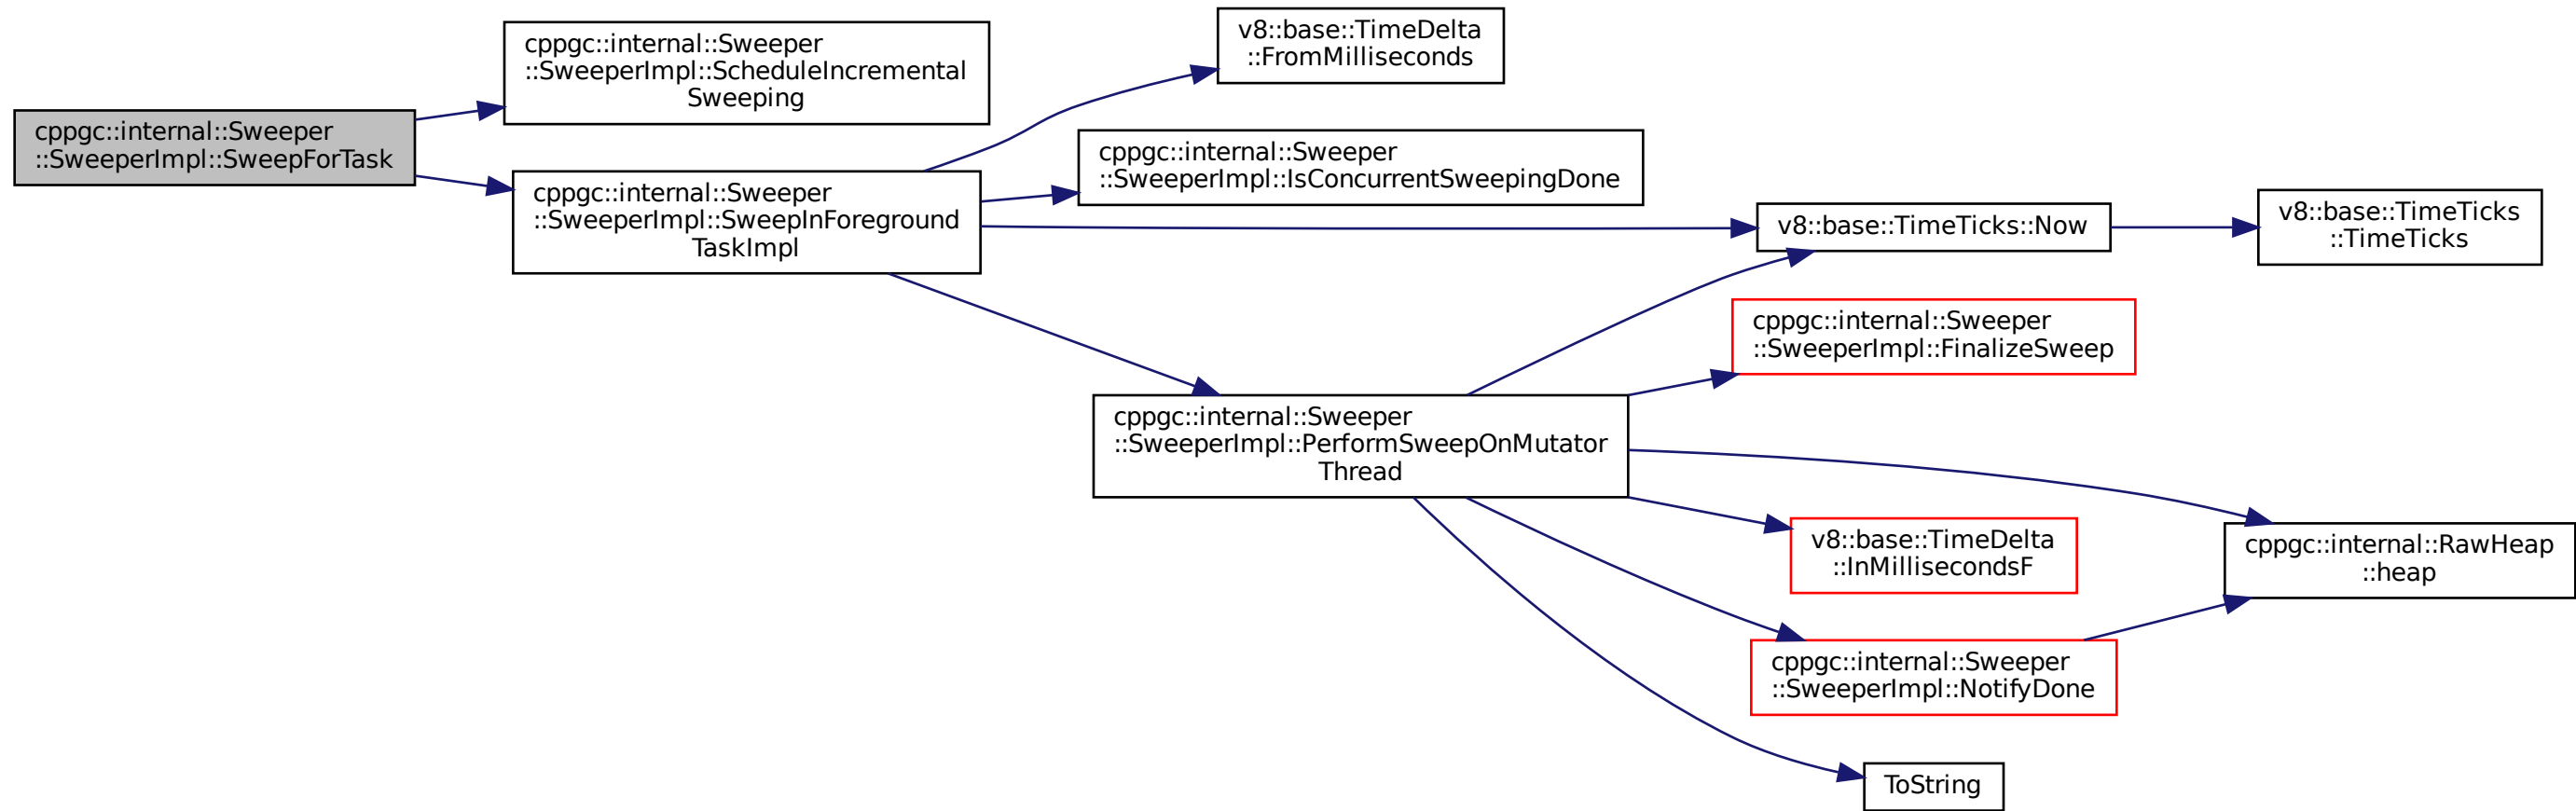 cppgc::internal::Sweeper
::SweeperImpl::SweepForTask
cppgc::internal::Sweeper
::SweeperImpl::ScheduleIncremental
Sweeping
cppgc::internal::Sweeper
::SweeperImpl::SweepInForeground
TaskImpl
v8::base::TimeDelta
::FromMilliseconds
cppgc::internal::Sweeper
::SweeperImpl::IsConcurrentSweepingDone
cppgc::internal::Sweeper
::SweeperImpl::PerformSweepOnMutator
Thread
v8::base::TimeTicks::Now
v8::base::TimeTicks
::TimeTicks
cppgc::internal::Sweeper
::SweeperImpl::FinalizeSweep
v8::base::TimeDelta
::InMillisecondsF
cppgc::internal::Sweeper
::SweeperImpl::NotifyDone
cppgc::internal::RawHeap
::heap
ToString